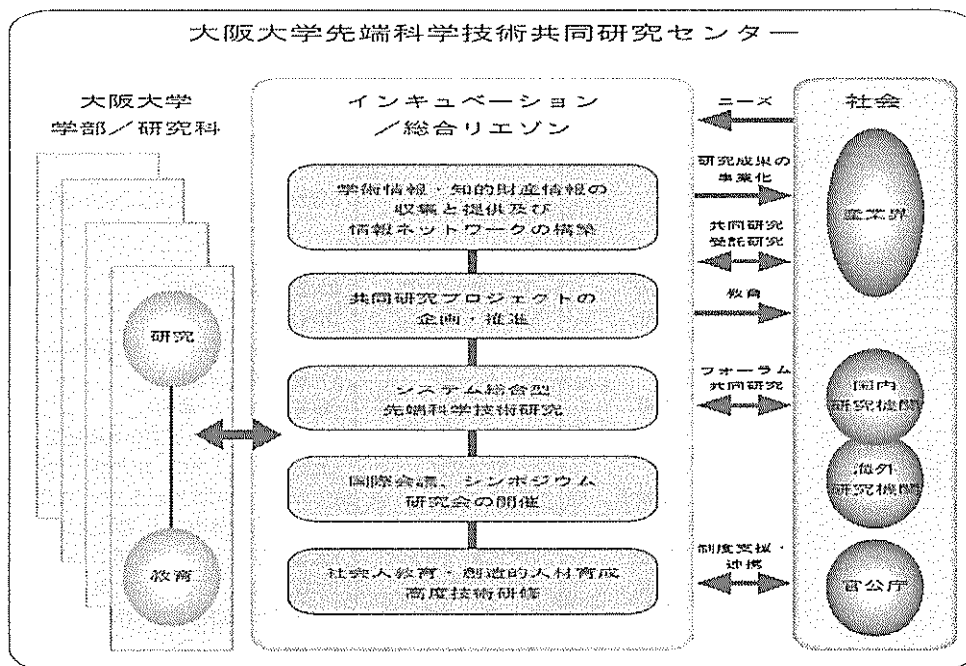 大阪大学先端科学技術共同研究センター
大阪大学
学部／研究科
研究
教育
インキュベーション
／総合リエゾン
学術情報・知的財産情報の
収集と提供及び
情報ネットワークの構築
共同研究プロジェクトの
企画・推進
システム総合型
先端科学技術研究
国際会議、シンポジウム
研究会の開催
社会人教育・創造的人材育成
高度技術研修
ニーズ
研究成果の
事業化
共同研究
受託研究
教育
フォーラム
共同研究
制度支援・
連携
社会
産業界
国内
研究機関
海外
研究機関
官公庁